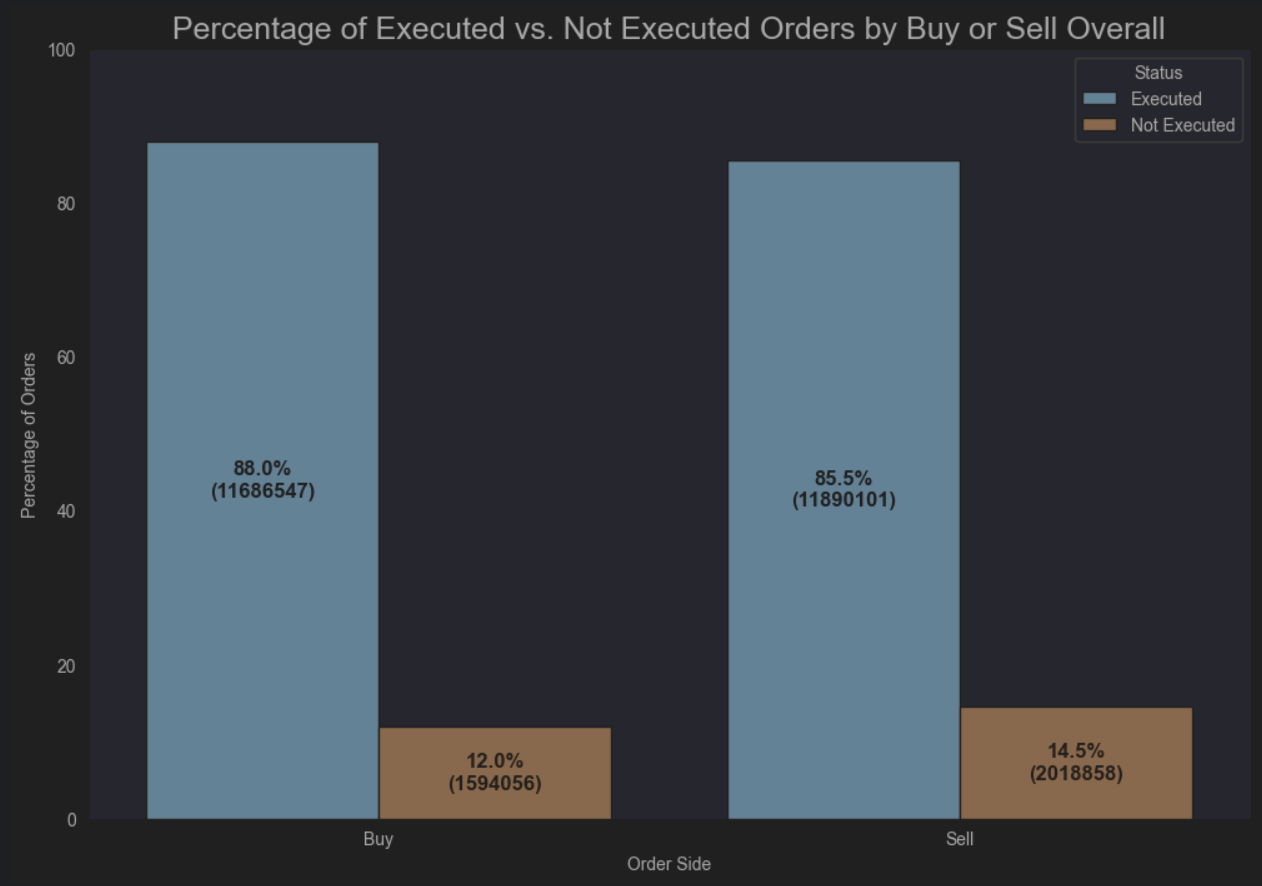 Percentage of Executed vs. Not Executed Orders by Buy or Sell Overall
100
80
60
40
20
0
Percentage of Orders
Status
Executed
Not Executed
88.0%
(11686547)
12.0%
(1594056)
85.5%
(11890101)
14.5%
(2018858)
Buy
Sell
Order Side